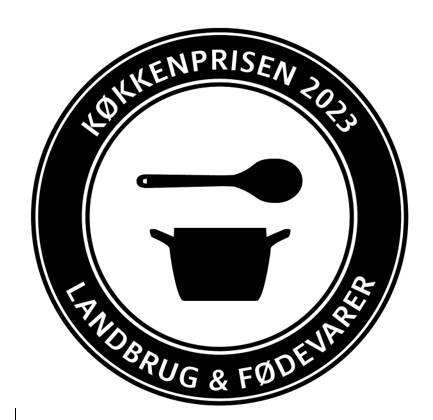 KØKKENPRISEN 2023
LANDBRUG & FØDEVARER